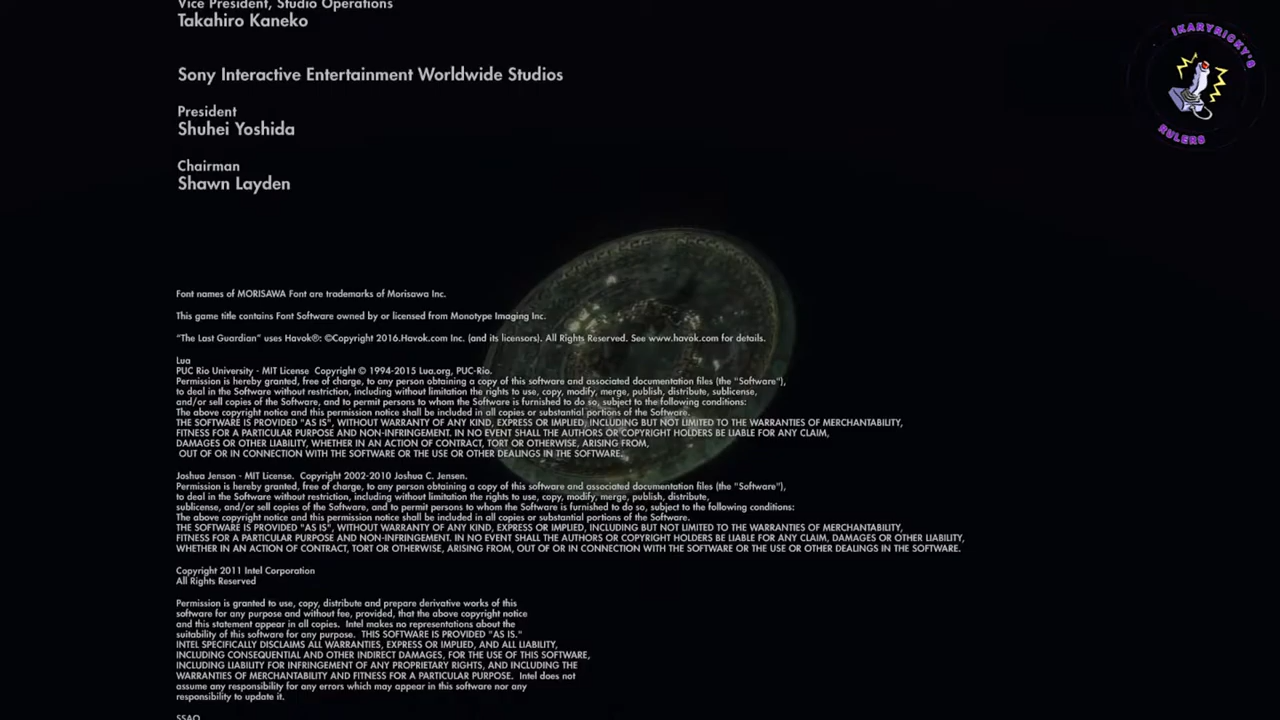 Vice President, Studio Operations
Takahiro Kaneko
Sony Interactive Entertainment Worldwide Studios
President
Shuhei Yoshida
Chairman
Shawn Layden
Font names of MORISAWA Font are trademarks of Morisawa Inc.
This game title contains Font Software owned by or licensed from Monotype Imaging Inc.
“The Last Guardian” uses Havok®: ©Copyright 2016.Havok.com Inc. (and its licensors). All Rights Reserved. See www.havok.com for details.
Lua
PUC Rio University - MIT License  Copyright © 1994-2015 Lua.org, PUC-Rio.
Permission is hereby granted, free of charge, to any person obtaining a copy of this software and associated documentation files (the "Software"),
to deal in the Software without restriction, including without limitation the rights to use, copy, modify, merge, publish, distribute, sublicense,
and/or sell copies of the Software, and to permit persons to whom the Software is furnished to do so, subject to the following conditions:
The above copyright notice and this permission notice shall be included in all copies or substantial portions of the Software.
THE SOFTWARE IS PROVIDED "AS IS", WITHOUT WARRANTY OF ANY KIND, EXPRESS OR IMPLIED, INCLUDING BUT NOT LIMITED TO THE WARRANTIES OF MERCHANTABILITY,
FITNESS FOR A PARTICULAR PURPOSE AND NON-INFRINGEMENT. IN NO EVENT SHALL THE AUTHORS OR COPYRIGHT HOLDERS BE LIABLE FOR ANY CLAIM,
DAMAGES OR OTHER LIABILITY, WHETHER IN AN ACTION OF CONTRACT, TORT OR OTHERWISE, ARISING FROM,
OUT OF OR IN CONNECTION WITH THE SOFTWARE OR THE USE OR OTHER DEALINGS IN THE SOFTWARE.
Joshua Jenson - MIT License.  Copyright 2002-2010 Joshua C. Jensen.
Permission is hereby granted, free of charge, to any person obtaining a copy of this software and associated documentation files (the "Software"),
to deal in the Software without restriction, including without limitation the rights to use, copy, modify, merge, publish, distribute,
sublicense, and/or sell copies of the Software, and to permit persons to whom the Software is furnished to do so, subject to the following conditions:
The above copyright notice and this permission notice shall be included in all copies or substantial portions of the Software.
THE SOFTWARE IS PROVIDED "AS IS", WITHOUT WARRANTY OF ANY KIND, EXPRESS OR IMPLIED, INCLUDING BUT NOT LIMITED TO THE WARRANTIES OF MERCHANTABILITY,
FITNESS FOR A PARTICULAR PURPOSE AND NON-INFRINGEMENT. IN NO EVENT SHALL THE AUTHORS OR COPYRIGHT HOLDERS BE LIABLE FOR ANY CLAIM, DAMAGES OR OTHER LIABILITY,
WHETHER IN AN ACTION OF CONTRACT, TORT OR OTHERWISE, ARISING FROM, OUT OF OR IN CONNECTION WITH THE SOFTWARE OR THE USE OR OTHER DEALINGS IN THE SOFTWARE.
Copyright 2011 Intel Corporation
All Rights Reserved
Permission is granted to use, copy, distribute and prepare derivative works of this
software for any purpose and without fee, provided, that the above copyright notice
and this statement appear in all copies.  Intel makes no representations about the
suitability of this software for any purpose.  THIS SOFTWARE IS PROVIDED "AS IS."
INTEL SPECIFICALLY DISCLAIMS ALL WARRANTIES, EXPRESS OR IMPLIED, AND ALL LIABILITY,
INCLUDING CONSEQUENTIAL AND OTHER INDIRECT DAMAGES, FOR THE USE OF THIS SOFTWARE,
INCLUDING LIABILITY FOR INFRINGEMENT OF ANY PROPRIETARY RIGHTS, AND INCLUDING THE
WARRANTIES OF MERCHANTABILITY AND FITNESS FOR A PARTICULAR PURPOSE.  Intel does not
assume any responsibility for any errors which may appear in this software nor any
responsibility to update it.
SSAO
IKARYRICKY'S
RULERS